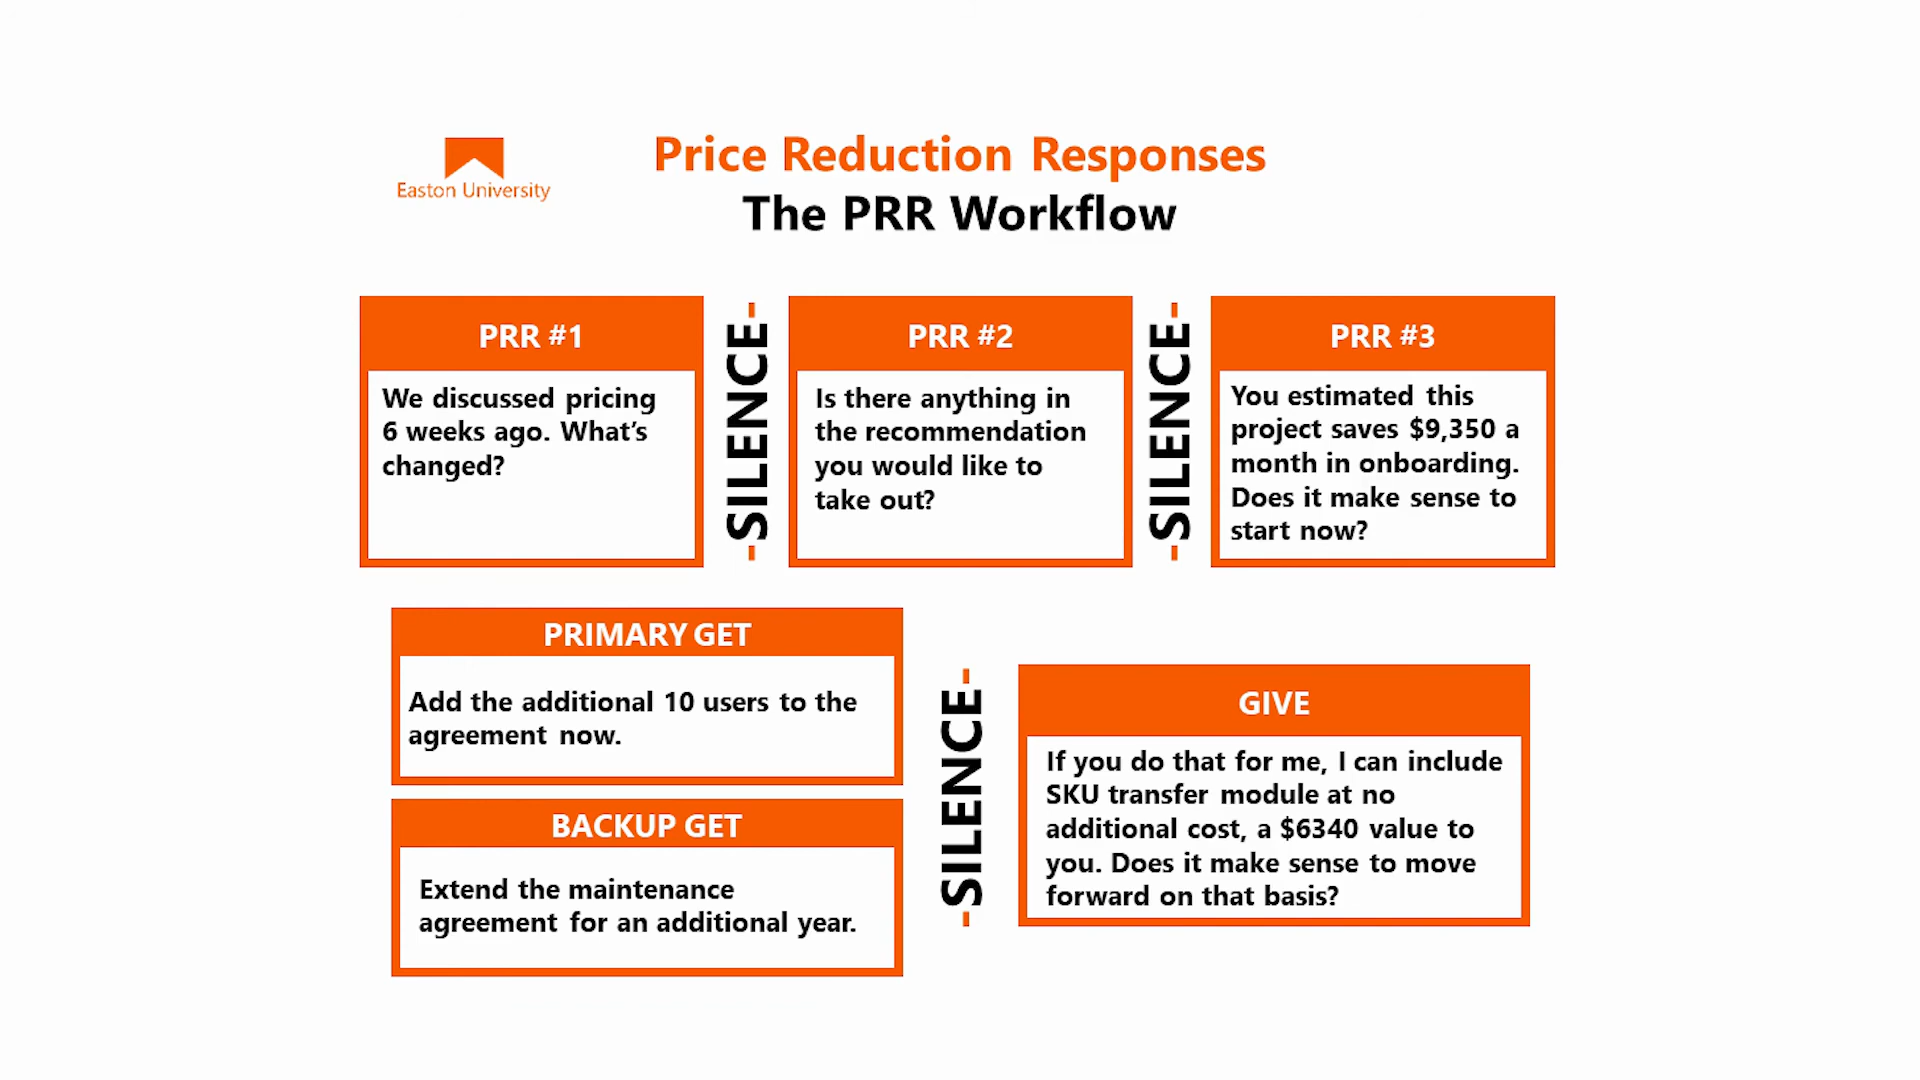 Easton University
Price Reduction Responses
The PRR Workflow
PRR #1
We discussed pricing
6 weeks ago. What's
changed?
-SILENCE-
PRR #2
Is there anything in
the recommendation
you would like to
take out?
-SILENCE-
PRR #3
You estimated this
project saves $9,350 a
month in onboarding.
Does it make sense to
start now?
PRIMARY GET
Add the additional 10 users to the
agreement now.
BACKUP GET
Extend the maintenance
agreement for an additional year.
-SILENCE-
GIVE
If you do that for me, I can include
SKU transfer module at no
additional cost, a $6340 value to
you. Does it make sense to move
forward on that basis?